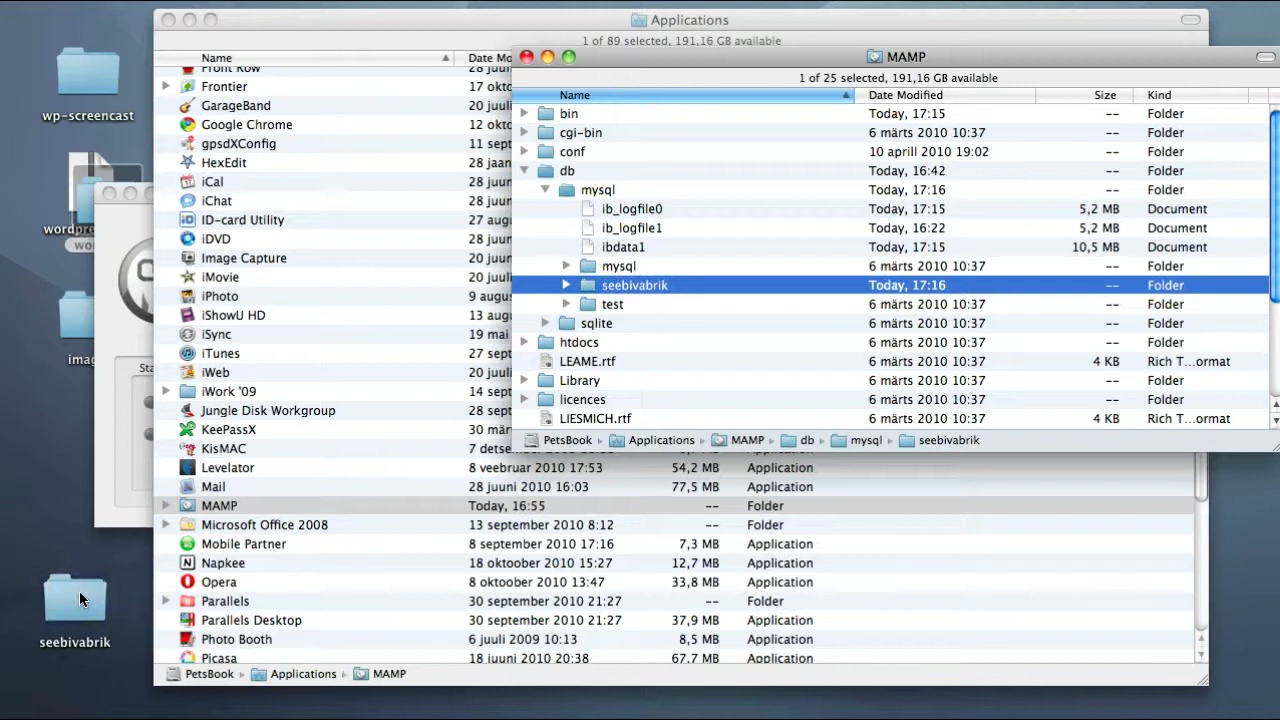 Applications
1 of 89 selected, 191,16 GB available
Name Date Mo
Front Row 28 juu
Frontier 17 okto
GarageBand 20 juuli
Google Chrome 12 okto
gpsdXConfig 11 sept
HexEdit 28 jaan
iCal 28 juuni
iChat 28 juuni
ID-card Utility 27 augu
iDVD 28 juuni
Image Capture 28 juuni
iMovie 20 juuli
iPhoto 9 augus
iShowU HD 13 augu
iSync 19 mai
iTunes 27 sept
iWeb 20 juuli
iWork '09 14 sept
Jungle Disk Workgroup 28 sept
KeePassX 20 juuli
KisMAC 7 detse
Levelator 8 veebruar 2010 17:53 54,2 MB Application
Mail 28 juuni 2010 16:03 77,5 MB Application
MAMP Today, 16:55 -- Folder
Microsoft Office 2008 13 september 2010 8:12 -- Folder
Mobile Partner 8 september 2010 17:16 7,3 MB Application
Napkee 18 oktoober 2010 15:27 12,7 MB Application
Opera 8 oktoober 2010 13:47 33,8 MB Application
Parallels 30 september 2010 21:27 -- Folder
Parallels Desktop 30 september 2010 21:27 37,9 MB Application
Photo Booth 6 juuli 2009 10:13 8,5 MB Application
Picasa 18 juuni 2010 20:38 67,7 MB Application
PetsBook Applications MAMP
MAMP
1 of 25 selected, 191,16 GB available
Name Date Modified Size Kind
bin Today, 17:15 -- Folder
cgi-bin 6 märts 2010 10:37 -- Folder
conf 10 aprill 2010 19:02 -- Folder
db Today, 16:42 -- Folder
mysql Today, 17:16 -- Folder
ib_logfile0 Today, 17:15 5,2 MB Document
ib_logfile1 Today, 16:22 5,2 MB Document
ibdata1 Today, 17:15 10,5 MB Document
mysql 6 märts 2010 10:37 -- Folder
seebivabrik Today, 17:16 -- Folder
test 6 märts 2010 10:37 -- Folder
sqlite 6 märts 2010 10:37 -- Folder
htdocs 6 märts 2010 10:37 -- Folder
LEAME.rtf 6 märts 2010 10:37 4 KB Rich T...ormat
Library 6 märts 2010 10:37 -- Folder
licences 6 märts 2010 10:37 -- Folder
LIESMICH.rtf 6 märts 2010 10:37 4 KB Rich T...ormat
PetsBook Applications MAMP db mysql seebivabrik
wp-screencast
wordpre
wor
imag
Sta
seebivabrik